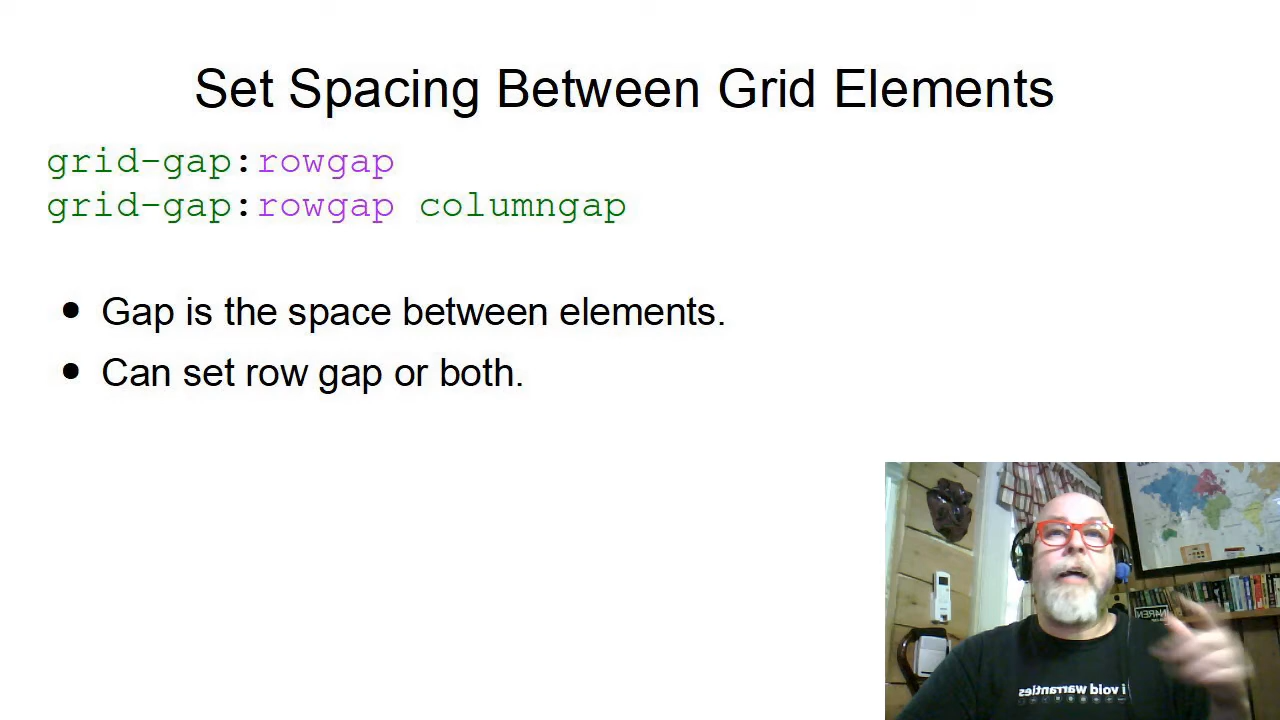 Set Spacing Between Grid Elements
grid-gap:rowgap
grid-gap:rowgap columngap
• Gap is the space between elements.
• Can set row gap or both.
N4REN
i void warranties